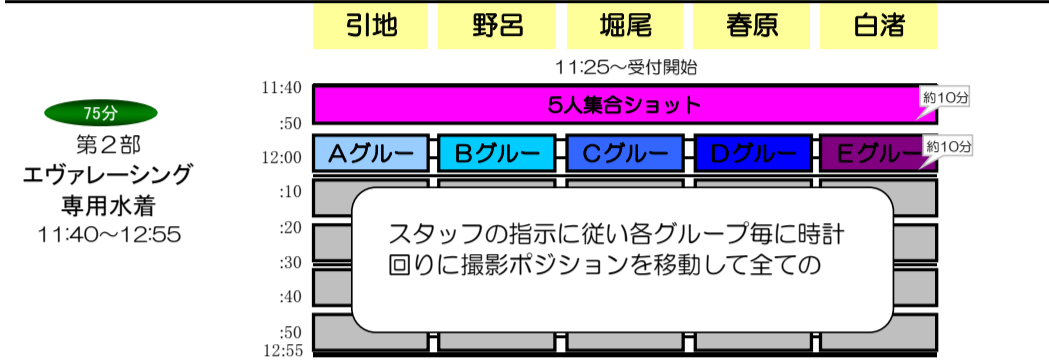 引地 野呂 堀尾 春原 白渚
11:25～受付開始
11:40
5人集合ショット
約10分
:50
75分
第2部
エヴァレーシング
専用水着
11:40～12:55
12:00
Aグルー Bグルー Cグルー Dグルー Eグルー
約10分
:10
:20
:30
:40
:50
12:55
スタッフの指示に従い各グループ毎に時計
回りに撮影ポジションを移動して全ての